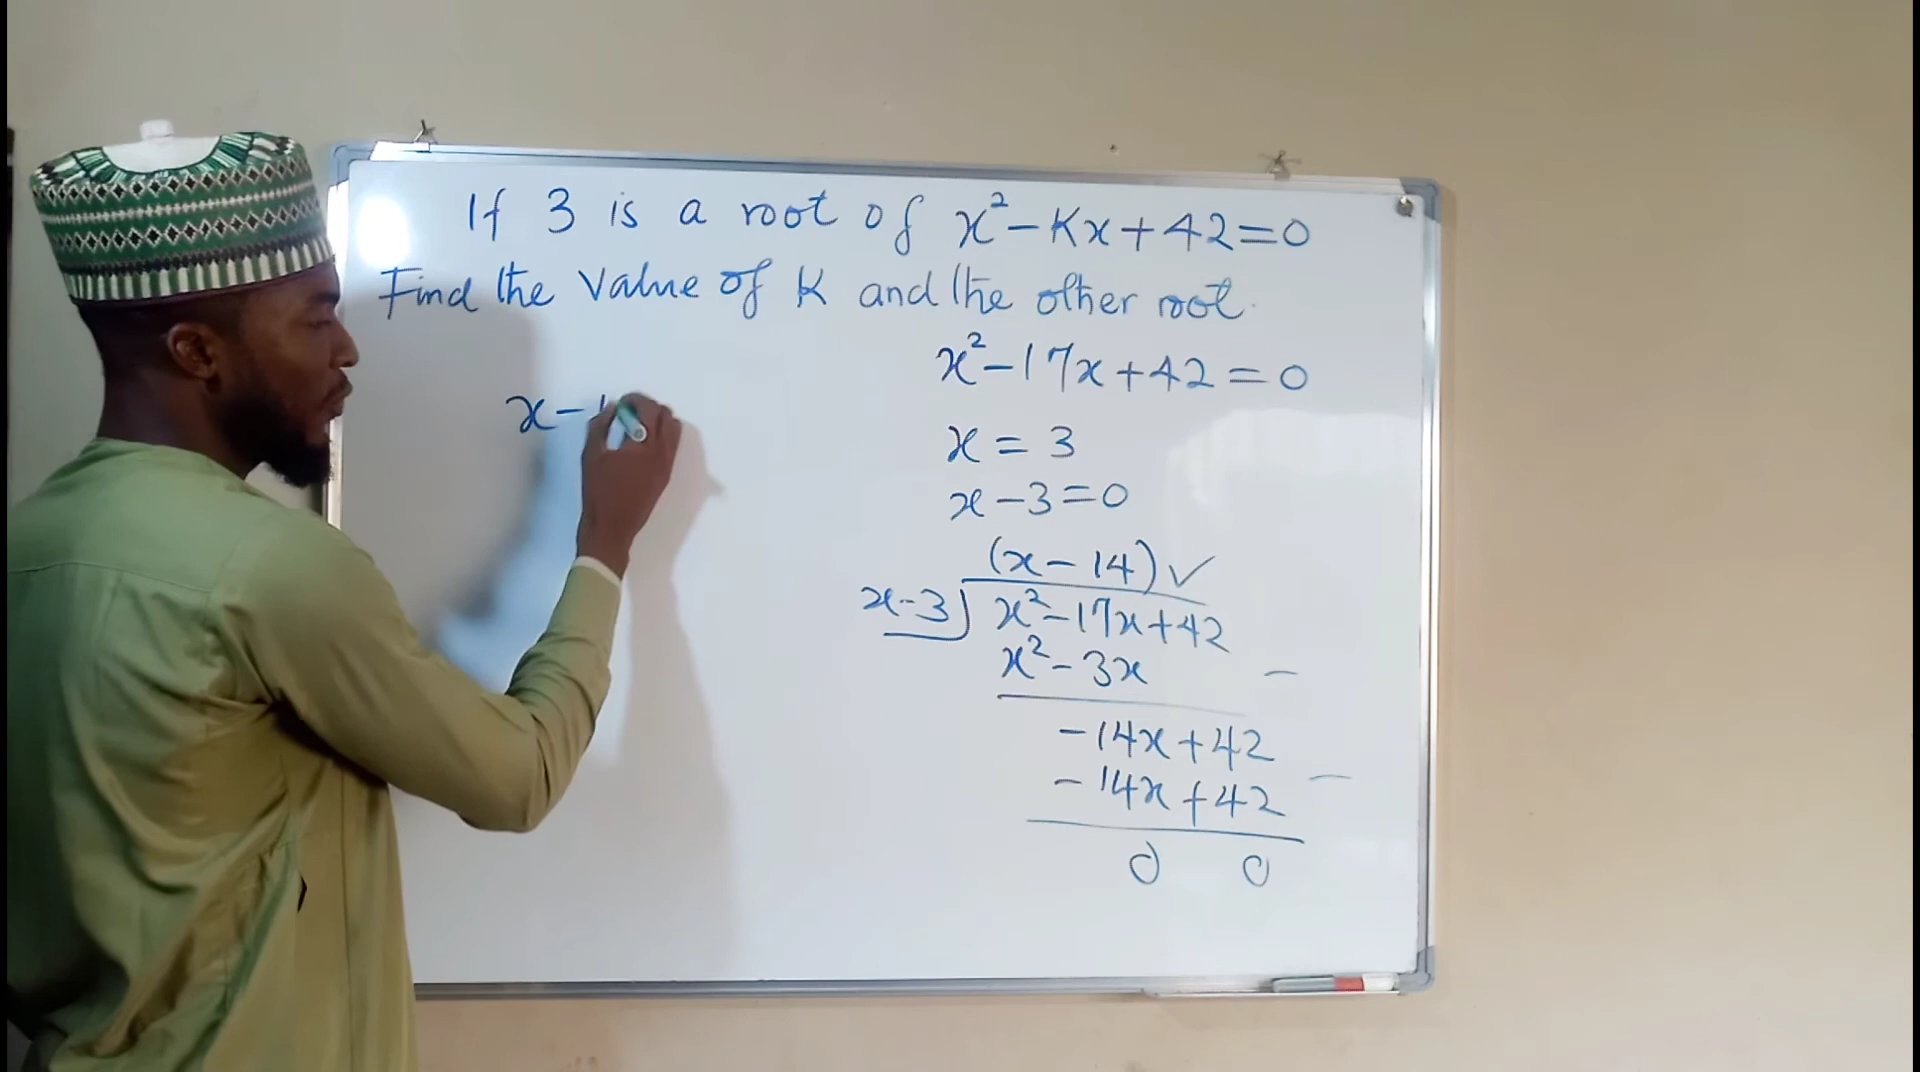 If 3 is a root of x² - Kx + 42 = 0
Find the value of K and the other root.
x² - 17x + 42 = 0
x -
x = 3
x - 3 = 0
(x - 14) ✓
x - 3 ) x² - 17x + 42
x² - 3x -
-14x + 42
-14x + 42 -
0 0